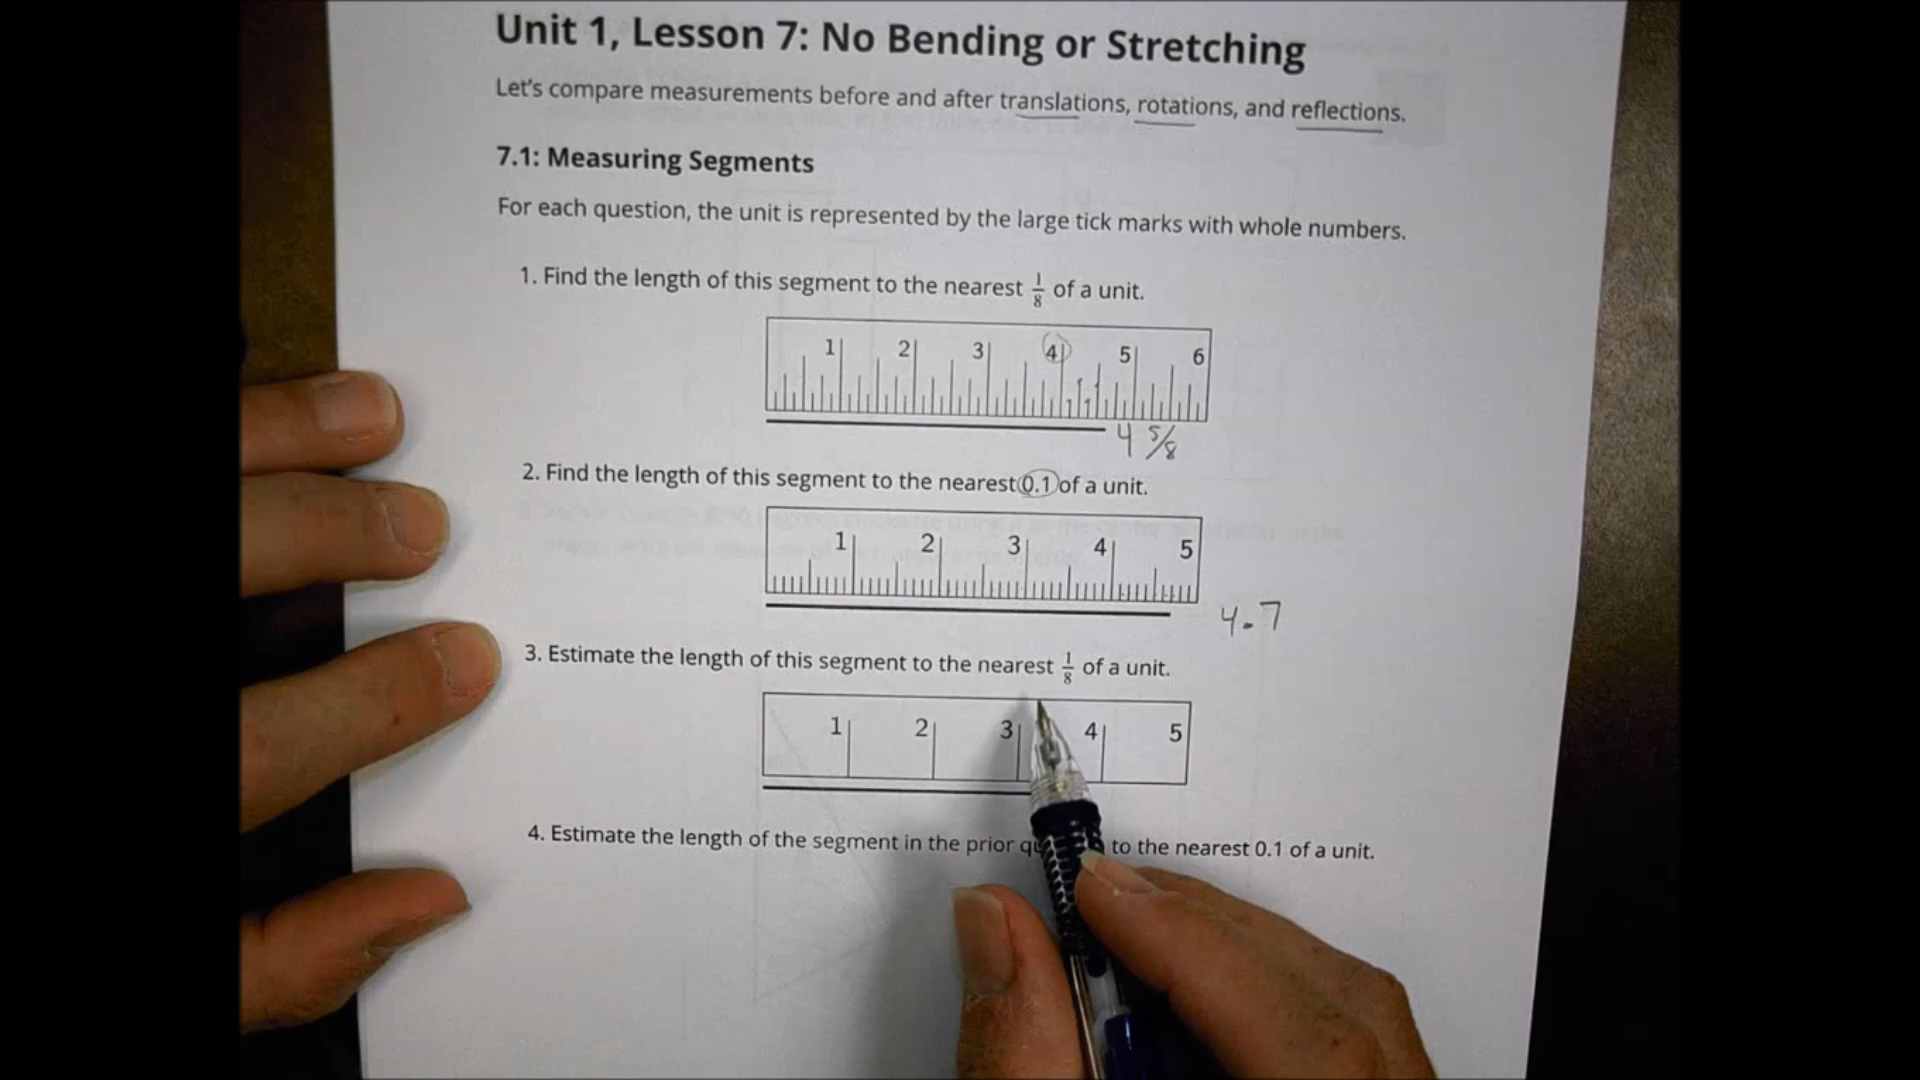 Unit 1, Lesson 7: No Bending or Stretching
Let's compare measurements before and after translations, rotations, and reflections.
7.1: Measuring Segments
For each question, the unit is represented by the large tick marks with whole numbers.
1. Find the length of this segment to the nearest 1/8 of a unit.
1 2 3 4 5 6
4 5/8
2. Find the length of this segment to the nearest 0.1 of a unit.
1 2 3 4 5
4.7
3. Estimate the length of this segment to the nearest 1/8 of a unit.
1 2 3 4 5
4. Estimate the length of the segment in the prior to the nearest 0.1 of a unit.